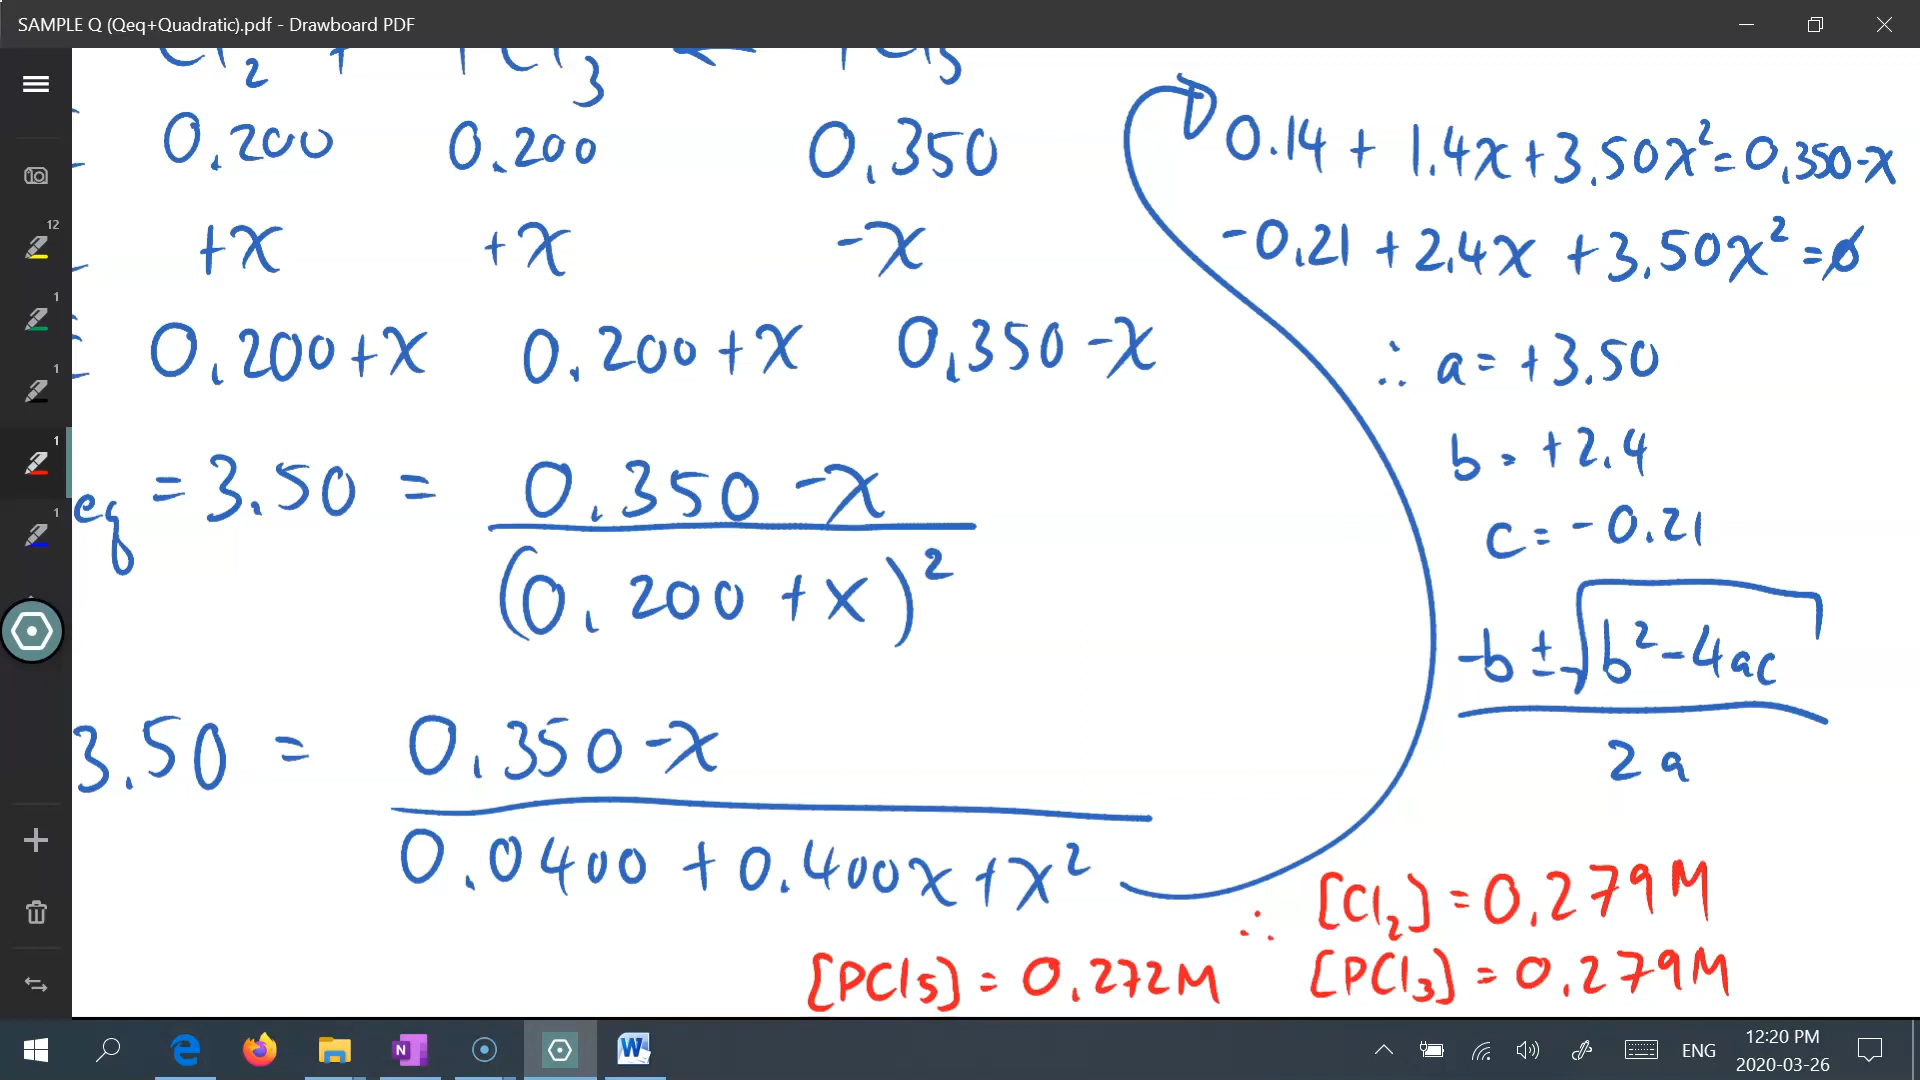 SAMPLE Q (Qeq+Quadratic).pdf - Drawboard PDF
Cl2 + PCl3 ← PCl5
0.200 0.200 0.350
+x +x -x
0.200+x 0.200+x 0.350-x
eq = 3.50 = 0.350-x
(0.200+x)²
3.50 = 0.350-x
0.0400+0.400x+x²
0.14 + 1.4x+3.50x²=0.350-x
-0.21 +2.4x +3.50x²=0
∴ a= +3.50
b= +2.4
c= -0.21
-b±√b²-4ac
2a
∴ [Cl2]=0.279M
[PCl5]= 0.272M [PCl3]=0.279M
12
1
1
1
1
N
W
ENG
12:20 PM
2020-03-26